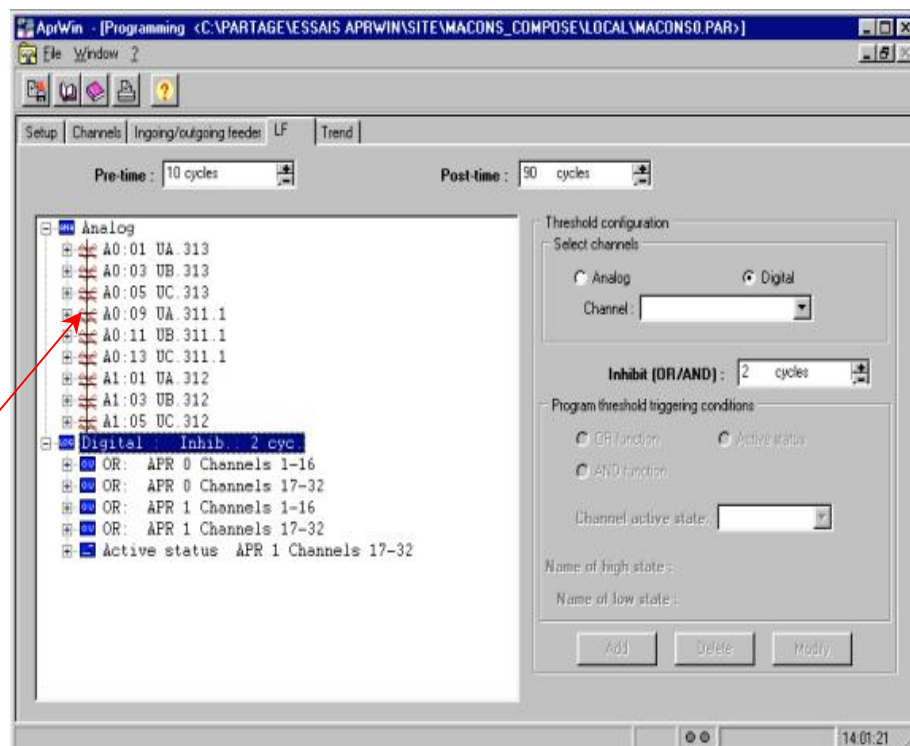 AprWin - [Programming <C:\PARTAGE\ESSAIS APRWIN\SITE\MACONS_COMPOSE\LOCAL\MACONS0.PAR>]
File Window ?
Setup Channels Ingoing/outgoing feeder LF Trend
Pre-time : 10 cycles Post-time : 90 cycles
Analog
A0:01 UA.313
A0:03 UB.313
A0:05 UC.313
A0:09 UA.311.1
A0:11 UB.311.1
A0:13 UC.311.1
A1:01 UA.312
A1:03 UB.312
A1:05 UC.312
Digital : Inhib.: 2 cyc.
OR: APR 0 Channels 1-16
OR: APR 0 Channels 17-32
OR: APR 1 Channels 1-16
OR: APR 1 Channels 17-32
Active status APR 1 Channels 17-32
Threshold configuration
Select channels
Analog Digital
Channel :
Inhibit (OR/AND) : 2 cycles
Program threshold triggering conditions
OR function Active status
AND function
Channel active state:
Name of high state :
Name of low state :
Add Delete Modify
14:01:21